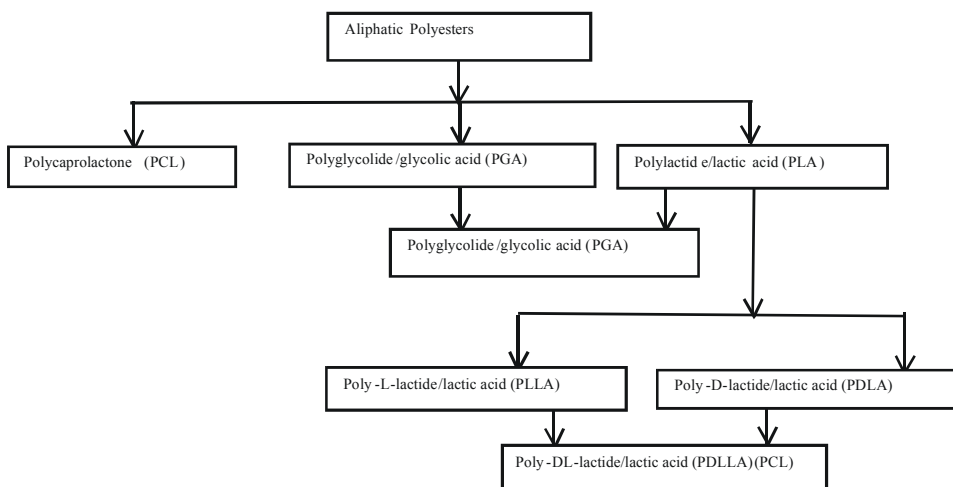 Aliphatic Polyesters
Polycaprolactone (PCL)
Polyglycolide/glycolic acid (PGA)
Polylactid e/lactic acid (PLA)
Polyglycolide/glycolic acid (PGA)
Poly-L-lactide/lactic acid (PLLA)
Poly-D-lactide/lactic acid (PDLA)
Poly-DL-lactide/lactic acid (PDLLA)(PCL)